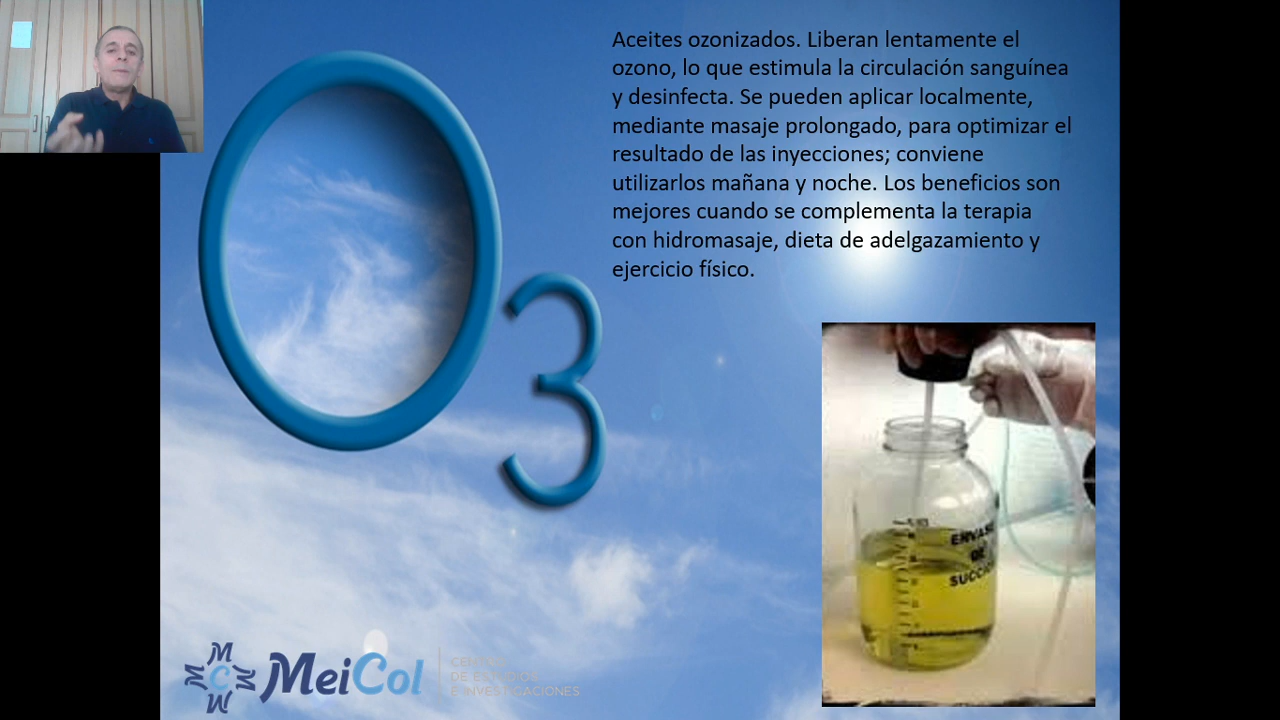 Aceites ozonizados. Liberan lentamente el
ozono, lo que estimula la circulación sanguínea
y desinfecta. Se pueden aplicar localmente,
mediante masaje prolongado, para optimizar el
resultado de las inyecciones; conviene
utilizarlos mañana y noche. Los beneficios son
mejores cuando se complementa la terapia
con hidromasaje, dieta de adelgazamiento y
ejercicio físico.
O3
ENVASE
DE
SUCCIÓN
MeiCol
CENTRO
DE ESTUDIOS
E INVESTIGACIONES